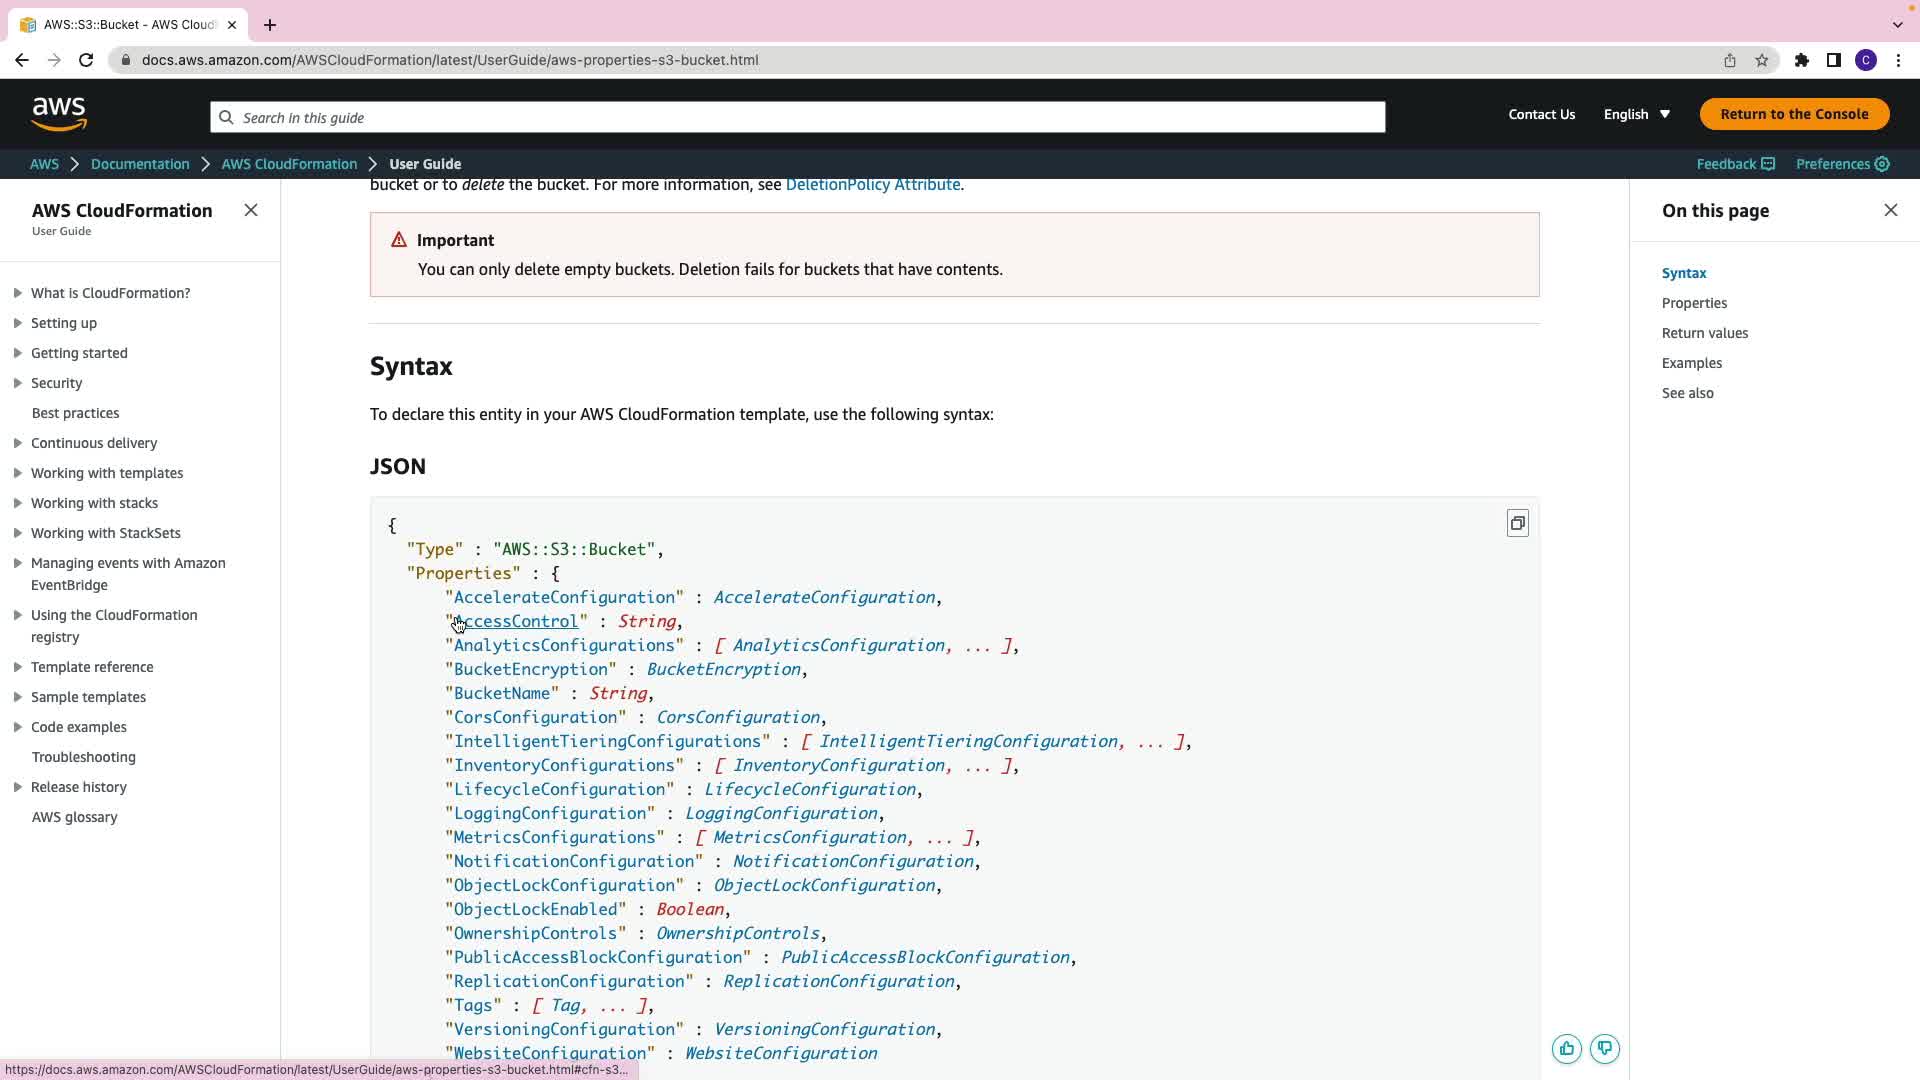 AWS::S3::Bucket - AWS Cloud
docs.aws.amazon.com/AWSCloudFormation/latest/UserGuide/aws-properties-s3-bucket.html
C
aws
Search in this guide
Contact Us
English
Return to the Console
AWS
Documentation
AWS CloudFormation
User Guide
Feedback
Preferences
AWS CloudFormation
User Guide
What is CloudFormation?
Setting up
Getting started
Security
Best practices
Continuous delivery
Working with templates
Working with stacks
Working with StackSets
Managing events with Amazon
EventBridge
Using the CloudFormation
registry
Template reference
Sample templates
Code examples
Troubleshooting
Release history
AWS glossary
bucket or to delete the bucket. For more information, see DeletionPolicy Attribute.
Important
You can only delete empty buckets. Deletion fails for buckets that have contents.
Syntax
To declare this entity in your AWS CloudFormation template, use the following syntax:
JSON
{
"Type" : "AWS::S3::Bucket",
"Properties" : {
"AccelerateConfiguration" : AccelerateConfiguration,
"AccessControl" : String,
"AnalyticsConfigurations" : [ AnalyticsConfiguration, ... ],
"BucketEncryption" : BucketEncryption,
"BucketName" : String,
"CorsConfiguration" : CorsConfiguration,
"IntelligentTieringConfigurations" : [ IntelligentTieringConfiguration, ... ],
"InventoryConfigurations" : [ InventoryConfiguration, ... ],
"LifecycleConfiguration" : LifecycleConfiguration,
"LoggingConfiguration" : LoggingConfiguration,
"MetricsConfigurations" : [ MetricsConfiguration, ... ],
"NotificationConfiguration" : NotificationConfiguration,
"ObjectLockConfiguration" : ObjectLockConfiguration,
"ObjectLockEnabled" : Boolean,
"OwnershipControls" : OwnershipControls,
"PublicAccessBlockConfiguration" : PublicAccessBlockConfiguration,
"ReplicationConfiguration" : ReplicationConfiguration,
"Tags" : [ Tag, ... ],
"VersioningConfiguration" : VersioningConfiguration,
"WebsiteConfiguration" : WebsiteConfiguration
On this page
Syntax
Properties
Return values
Examples
See also
https://docs.aws.amazon.com/AWSCloudFormation/latest/UserGuide/aws-properties-s3-bucket.html#cfn-s3...